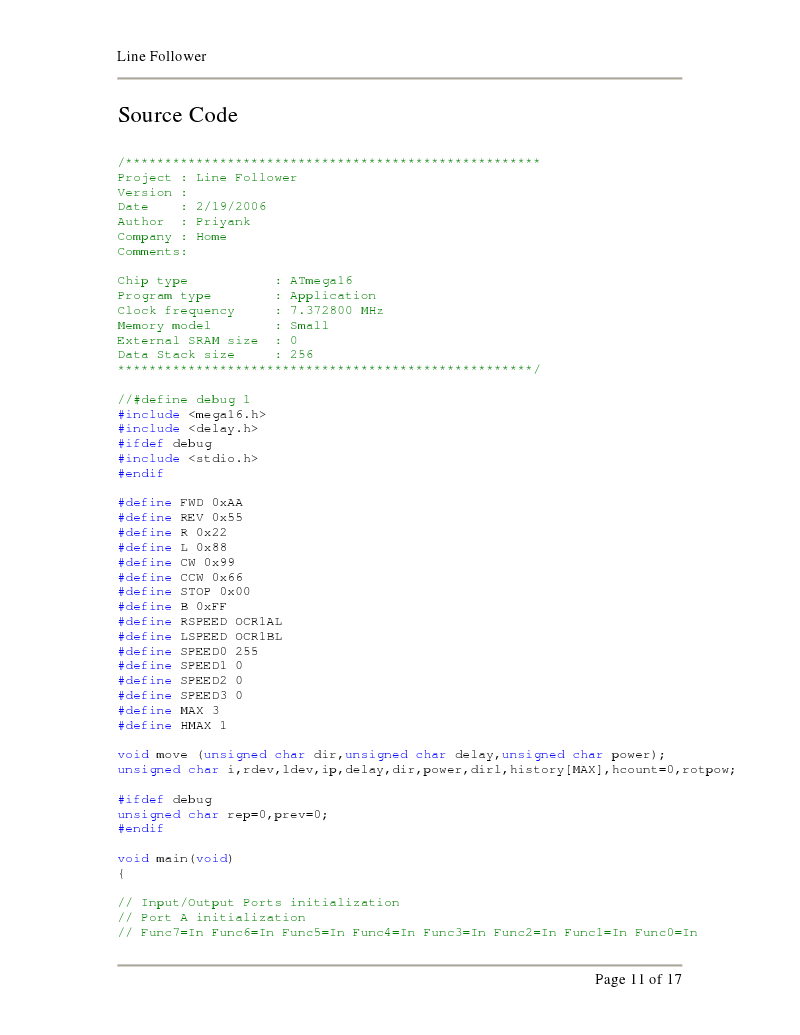 Line Follower
Source Code
/*****************************************************
Project : Line Follower
Version :
Date    : 2/19/2006
Author  : Priyank
Company : Home
Comments:
Chip type           : ATmega16
Program type        : Application
Clock frequency     : 7.372800 MHz
Memory model        : Small
External SRAM size  : 0
Data Stack size     : 256
*****************************************************/
//#define debug 1
#include <mega16.h>
#include <delay.h>
#ifdef debug
#include <stdio.h>
#endif
#define FWD 0xAA
#define REV 0x55
#define R 0x22
#define L 0x88
#define CW 0x99
#define CCW 0x66
#define STOP 0x00
#define B 0xFF
#define RSPEED OCR1AL
#define LSPEED OCR1BL
#define SPEED0 255
#define SPEED1 0
#define SPEED2 0
#define SPEED3 0
#define MAX 3
#define HMAX 1
void move (unsigned char dir,unsigned char delay,unsigned char power);
unsigned char i,rdev,ldev,ip,delay,dir,power,dirl,history[MAX],hcount=0,rotpow;
#ifdef debug
unsigned char rep=0,prev=0;
#endif
void main(void)
{
// Input/Output Ports initialization
// Port A initialization
// Func7=In Func6=In Func5=In Func4=In Func3=In Func2=In Func1=In Func0=In
Page 11 of 17